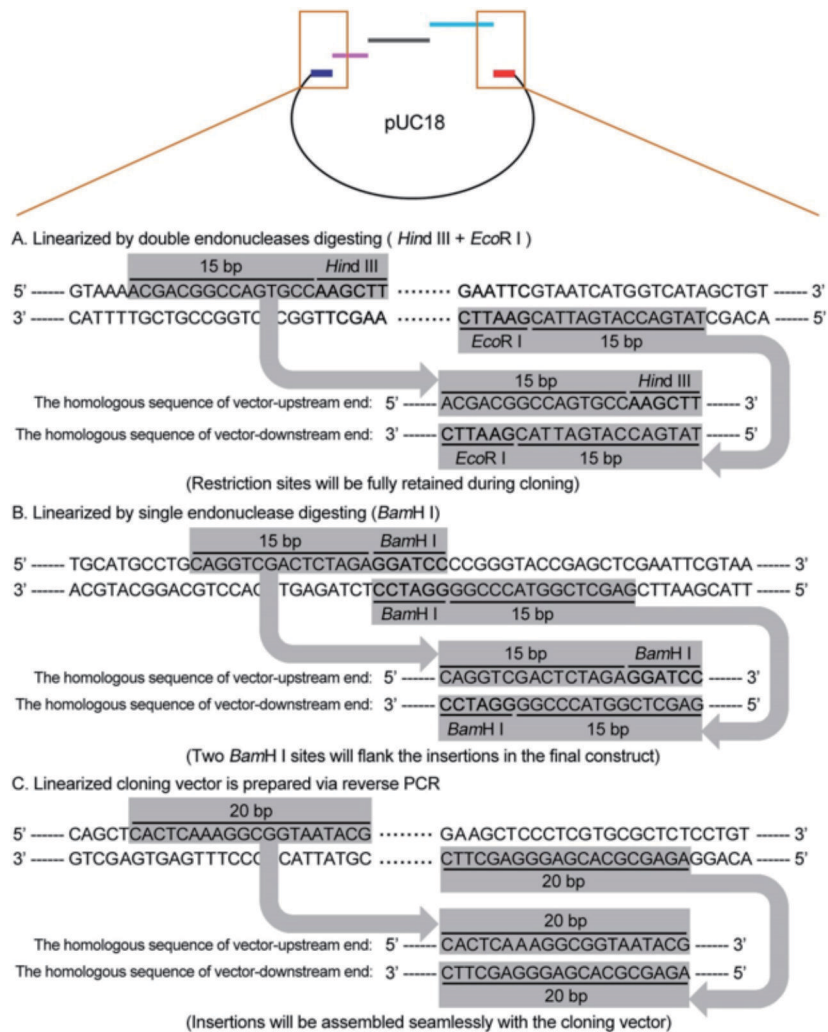 pUC18
A. Linearized by double endonucleases digesting ( Hind III + EcoR I )
15 bp Hind III
5' ------ GTAAAACGACGGCCAGTGCCAAGCTT ········ GAATTCGTAATCATGGTCATAGCTGT ------ 3'
3' ------ CATTTTGCTGCCGGTC CGGTTCGAA ········ CTTAAGCATTAGTACCAGTATCGACA ------ 5'
EcoR I 15 bp
15 bp Hind III
The homologous sequence of vector-upstream end: 5' ------ ACGACGGCCAGTGCCAAGCTT ------ 3'
The homologous sequence of vector-downstream end: 3' ------ CTTAAGCATTAGTACCAGTAT ------ 5'
EcoR I 15 bp
(Restriction sites will be fully retained during cloning)
B. Linearized by single endonuclease digesting (BamH I)
15 bp BamH I
5' ------ TGCATGCCTGCAGGTCGACTCTAGAGGATCCCCGGGTACCGAGCTCGAATTCGTAA ------ 3'
3' ------ ACGTACGGACGTCCAG TGAGATCTCCTAGGGGCCCATGGCTCGAGCTTAAGCATT ------ 5'
BamH I 15 bp
15 bp BamH I
The homologous sequence of vector-upstream end: 5' ------ CAGGTCGACTCTAGAGGATCC ------ 3'
The homologous sequence of vector-downstream end: 3' ------ CCTAGGGGCCCATGGCTCGAG ------ 5'
BamH I 15 bp
(Two BamH I sites will flank the insertions in the final construct)
C. Linearized cloning vector is prepared via reverse PCR
20 bp
5' ------ CAGCTCACTCAAAGGCGGTAATACG ········ GAAGCTCCCTCGTGCGCTCTCCTGT ------ 3'
3' ------ GTCGAGTGAGTTTCCG CATTATGC ········ CTTCGAGGGAGCACGCGAGAGGACA ------ 5'
20 bp
20 bp
The homologous sequence of vector-upstream end: 5' ------ CACTCAAAGGCGGTAATACG ------ 3'
The homologous sequence of vector-downstream end: 3' ------ CTTCGAGGGAGCACGCGAGA ------ 5'
20 bp
(Insertions will be assembled seamlessly with the cloning vector)